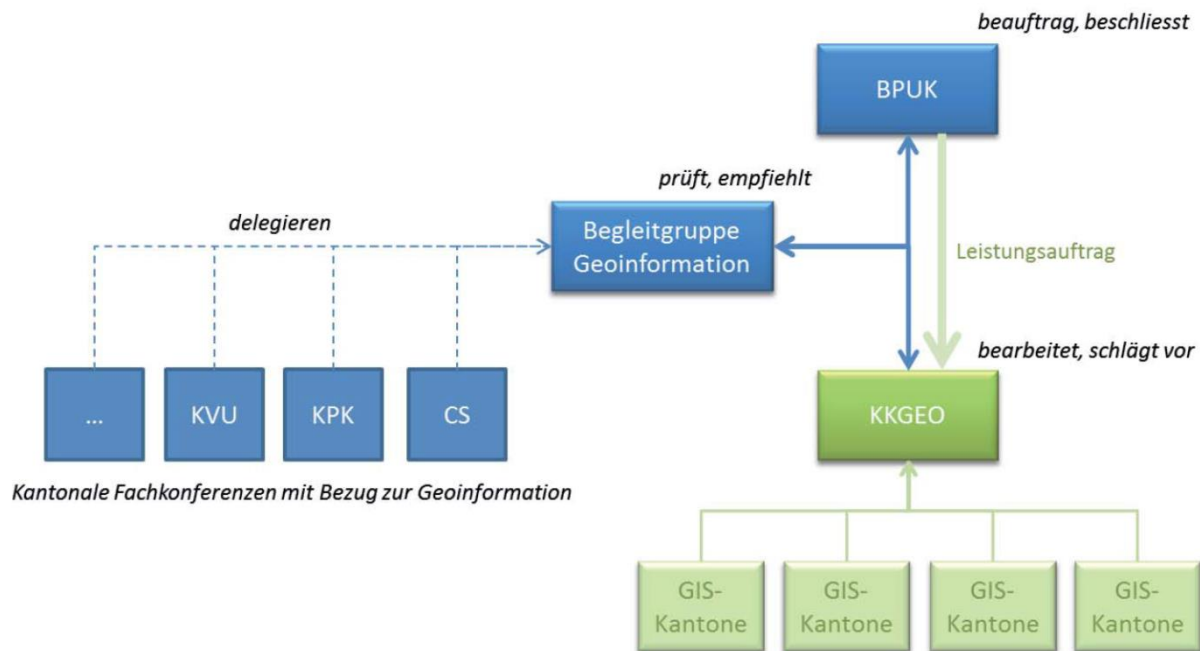 beauftrag, beschliesst
BPUK
prüft, empfiehlt
delegieren
Begleitgruppe
Geoinformation
Leistungsauftrag
bearbeitet, schlägt vor
...
KVU
KPK
CS
KKGEO
Kantonale Fachkonferenzen mit Bezug zur Geoinformation
GIS-
Kantone
GIS-
Kantone
GIS-
Kantone
GIS-
Kantone